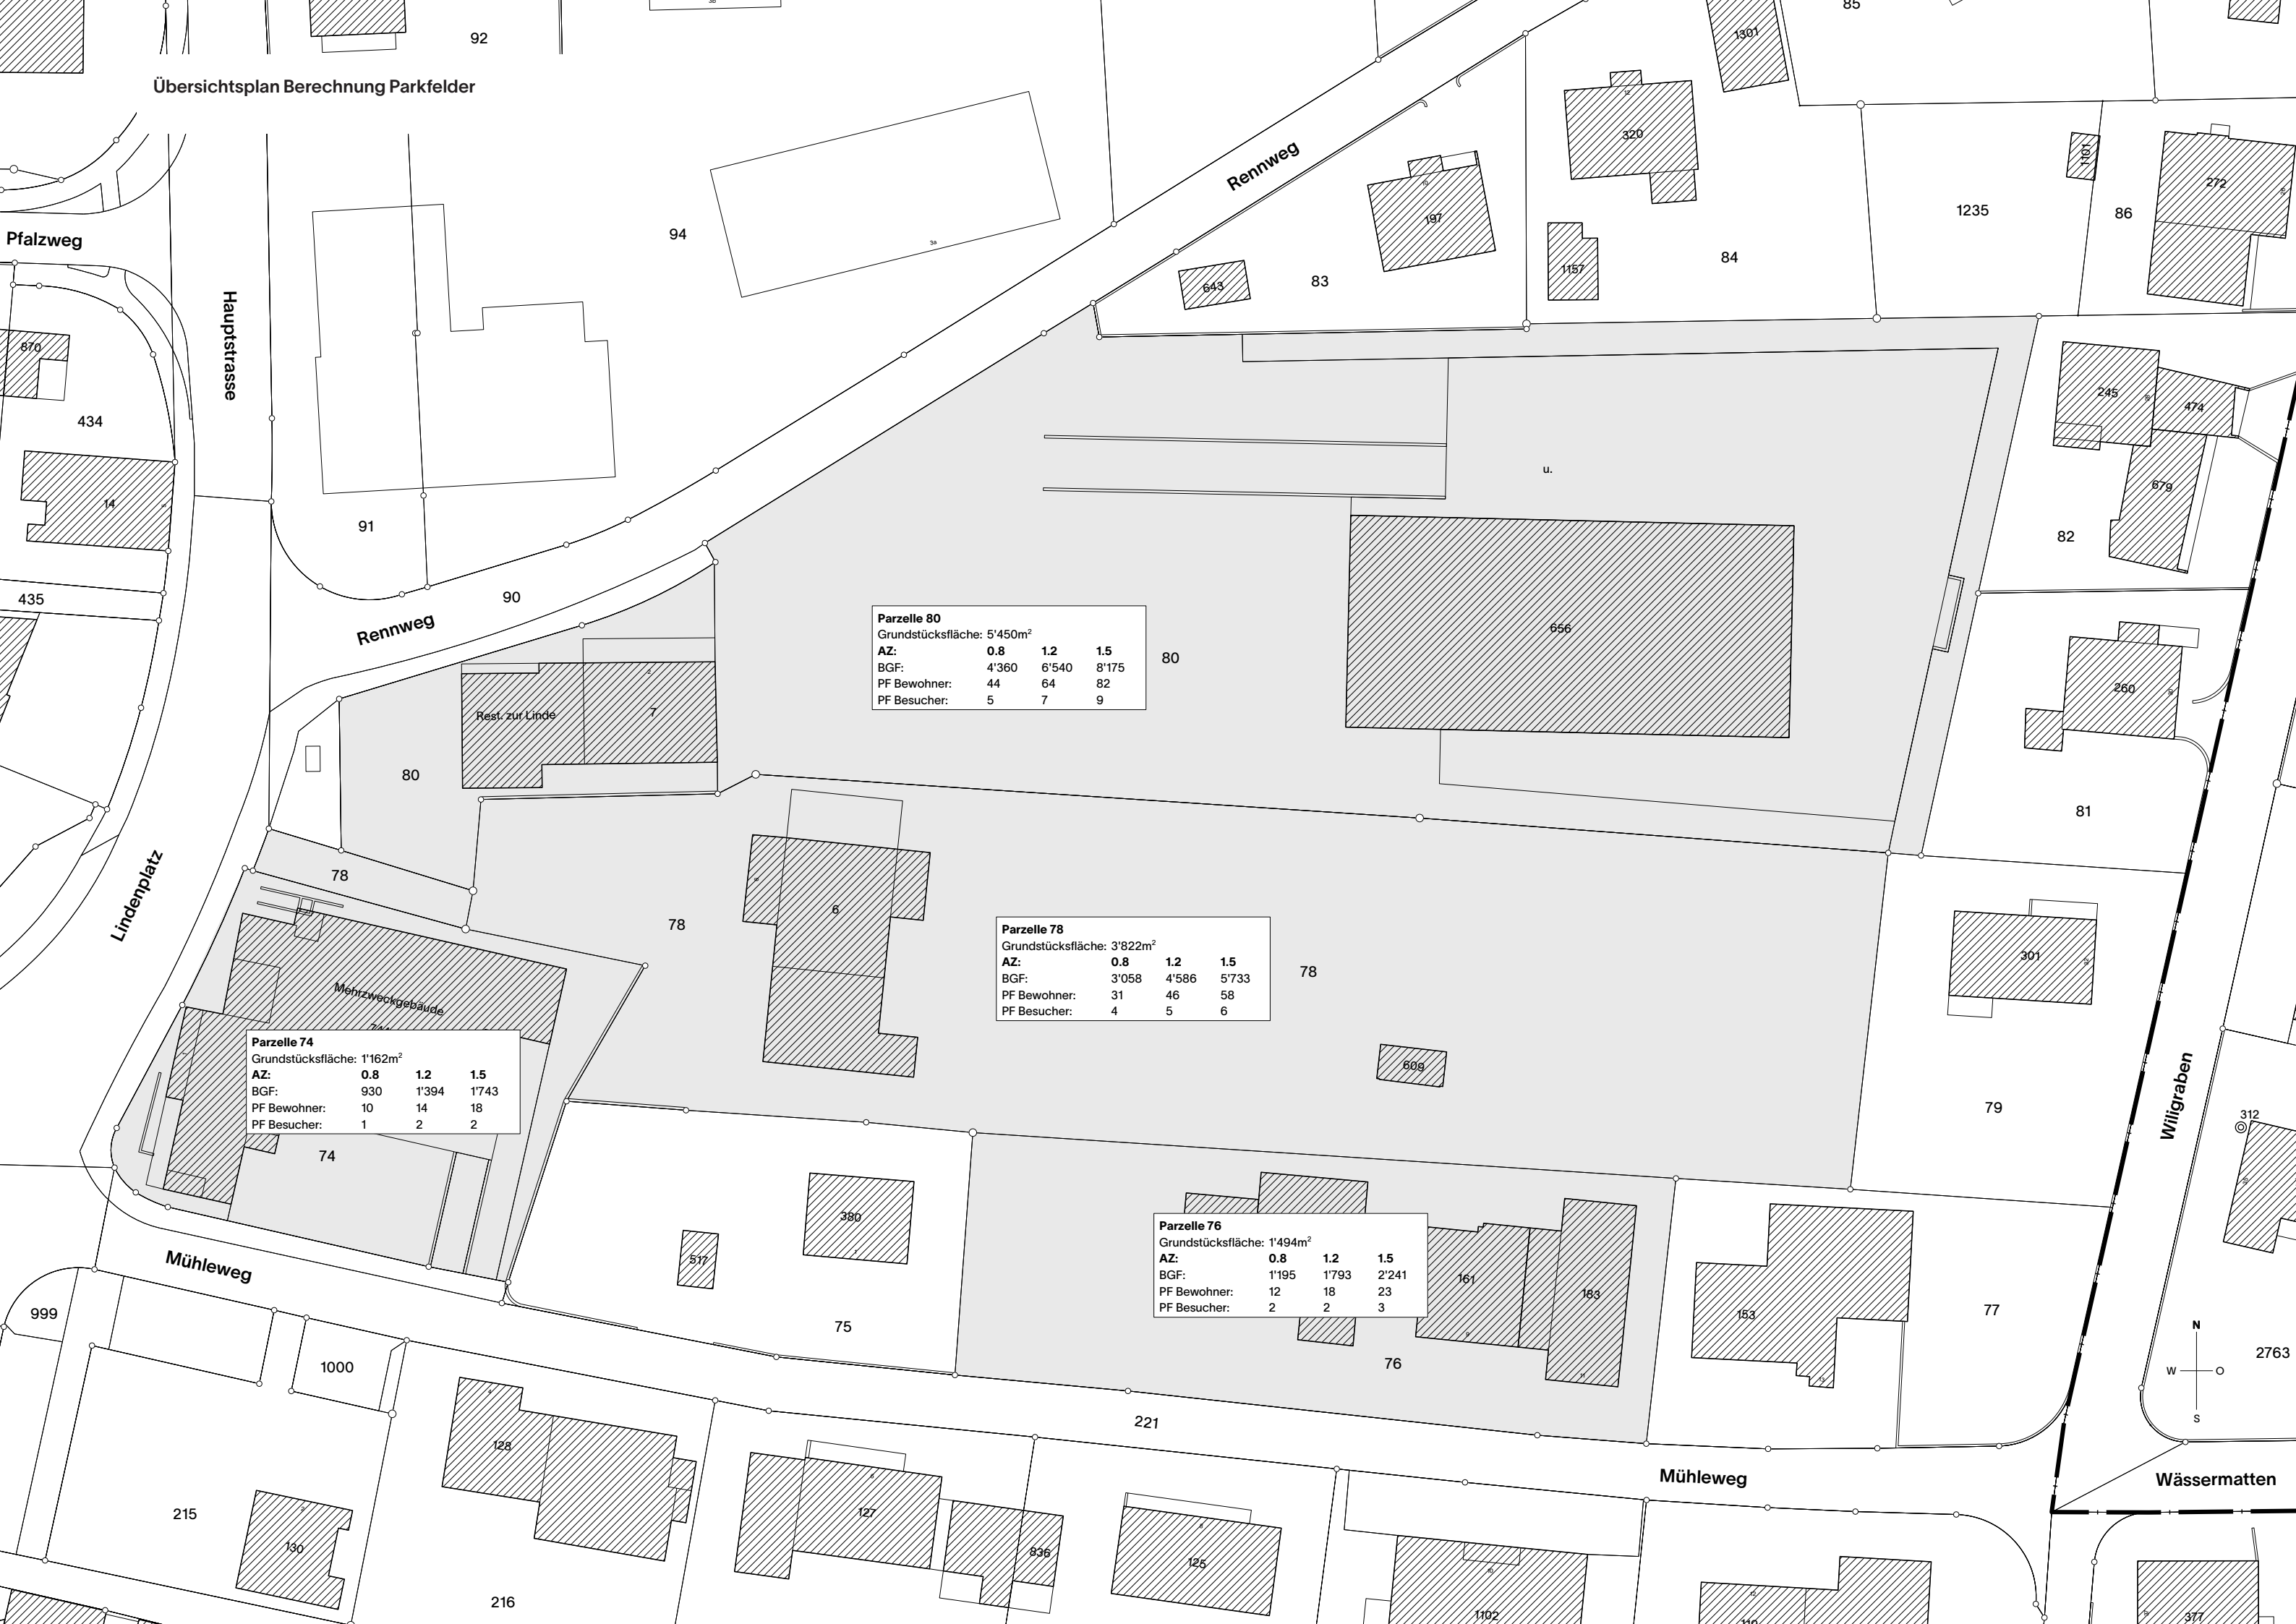 85
92
1301
Übersichtsplan Berechnung Parkfelder
320
1101
Rennweg
272
197
1235
86
94
3a
Pfalzweg
84
1157
83
643
Hauptstrasse
870
245
474
434
u.
679
14
91
82
435
90
Rennweg
656
Parzelle 80
Grundstücksfläche: 5'450m²
AZ: 0.8 1.2 1.5
BGF: 4'360 6'540 8'175
PF Bewohner: 44 64 82
PF Besucher: 5 7 9
80
260
Rest. zur Linde
7
80
81
78
Lindenplatz
6
78
Parzelle 78
Grundstücksfläche: 3'822m²
AZ: 0.8 1.2 1.5
BGF: 3'058 4'586 5'733
PF Bewohner: 31 46 58
PF Besucher: 4 5 6
78
301
Mehrzweckgebäude
Parzelle 74
Grundstücksfläche: 1'162m²
AZ: 0.8 1.2 1.5
BGF: 930 1'394 1'743
PF Bewohner: 10 14 18
PF Besucher: 1 2 2
609
79
Wiligraben
312
74
380
517
Parzelle 76
Grundstücksfläche: 1'494m²
AZ: 0.8 1.2 1.5
BGF: 1'195 1'793 2'241
PF Bewohner: 12 18 23
PF Besucher: 2 2 3
161
183
153
77
Mühleweg
999
75
76
1000
N
W
O
S
2763
221
128
Mühleweg
Wässermatten
215
127
130
836
125
216
1102
377